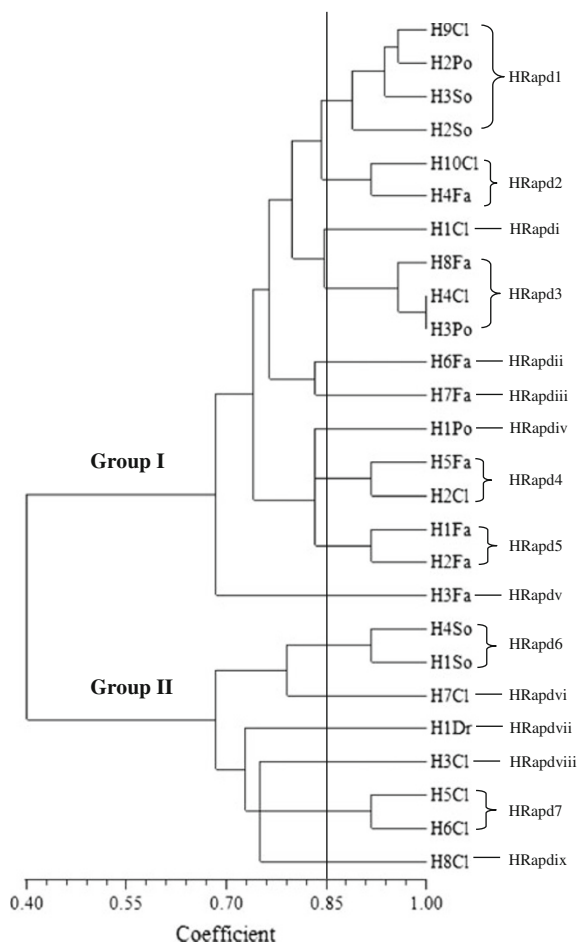 H9Cl
H2Po
HRapd1
H3So
H2So
H10Cl
HRapd2
H4Fa
H1Cl HRapdi
H8Fa
H4Cl HRapd3
H3Po
H6Fa HRapdii
H7Fa HRapdiii
H1Po HRapdiv
Group I
H5Fa
HRapd4
H2Cl
H1Fa
HRapd5
H2Fa
H3Fa HRapdv
H4So
HRapd6
H1So
Group II
H7Cl HRapdvi
H1Dr HRapdvii
H3Cl HRapdviii
H5Cl
HRapd7
H6Cl
H8Cl HRapdix
0.40 0.55 0.70 0.85 1.00
Coefficient